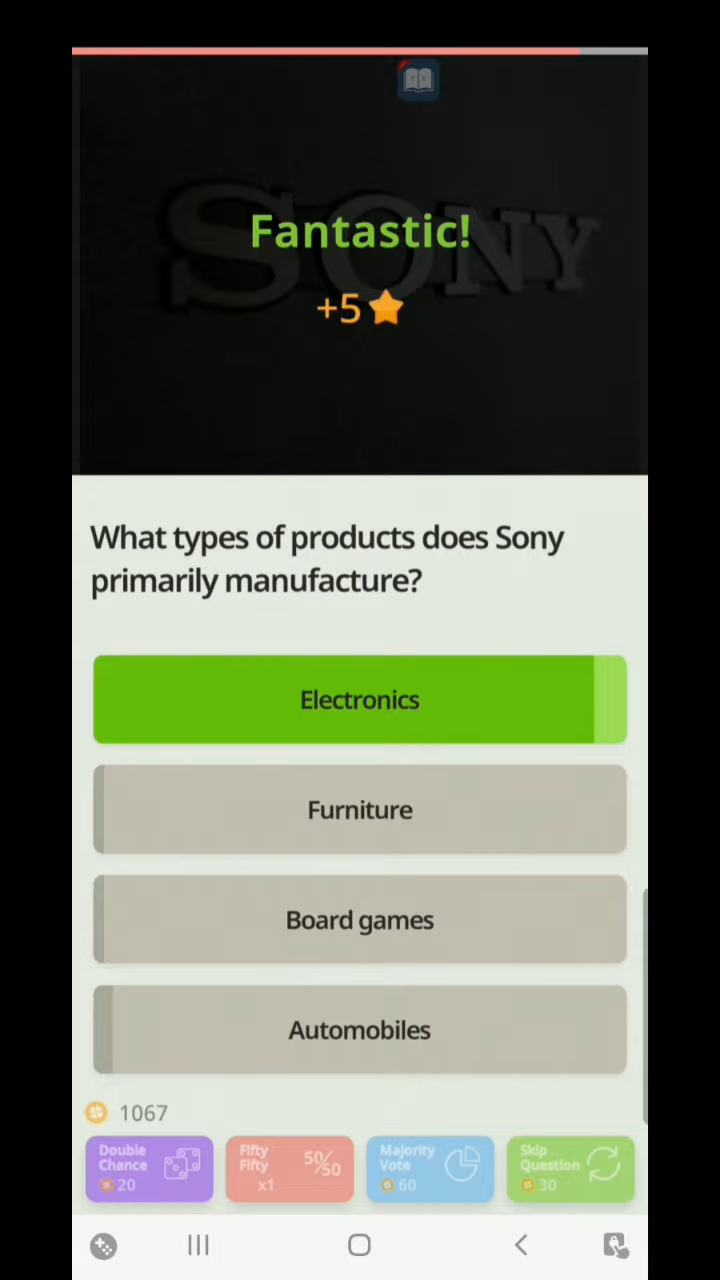 SONY
Fantastic!
+5
What types of products does Sony
primarily manufacture?
Electronics
Furniture
Board games
Automobiles
1067
Double
Chance
20
Fifty
Fifty
x1
50/50
Majority
Vote
60
Skip
Question
30